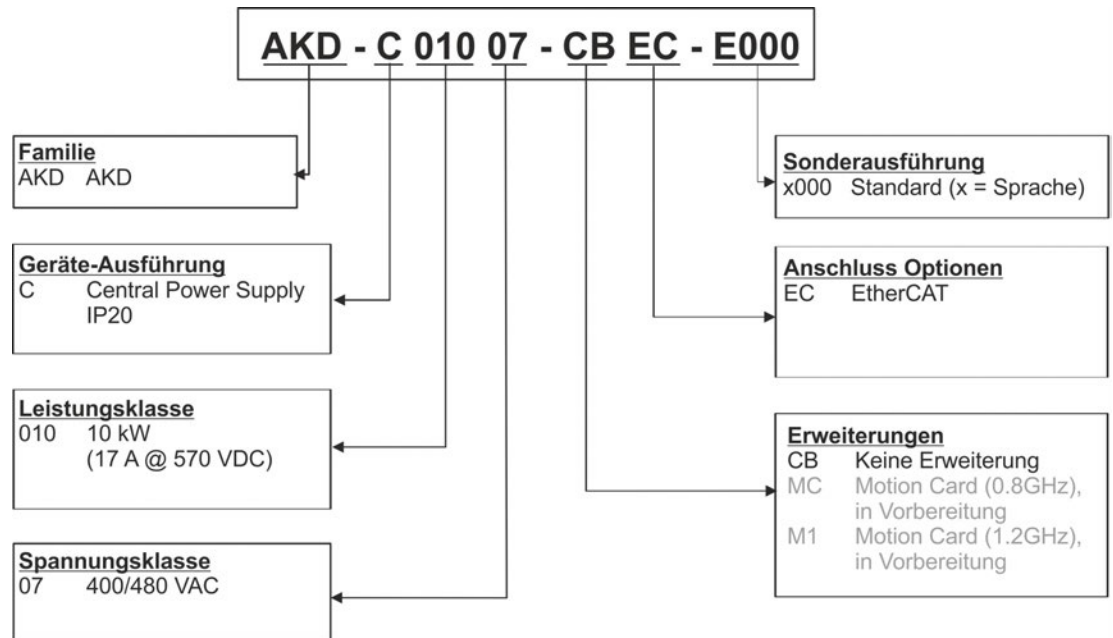 AKD - C 010 07 - CB EC - E000
Familie
AKD AKD
Geräte-Ausführung
C Central Power Supply
IP20
Leistungsklasse
010 10 kW
(17 A @ 570 VDC)
Spannungsklasse
07 400/480 VAC
Sonderausführung
x000 Standard (x = Sprache)
Anschluss Optionen
EC EtherCAT
Erweiterungen
CB Keine Erweiterung
MC Motion Card (0.8GHz),
in Vorbereitung
M1 Motion Card (1.2GHz),
in Vorbereitung